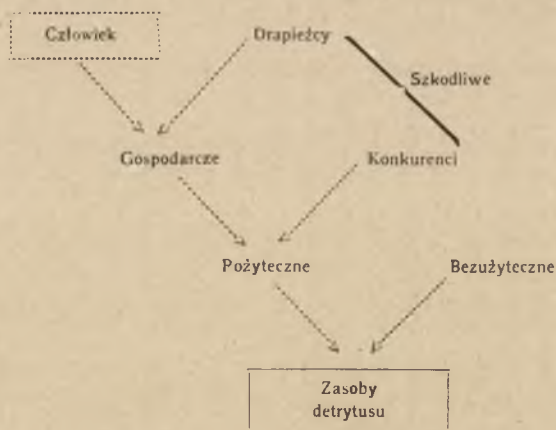 Człowiek
Drapieżcy
Szkodliwe
Gospodarcze
Konkurenci
Pożyteczne
Bezużyteczne
Zasoby
detrytusu